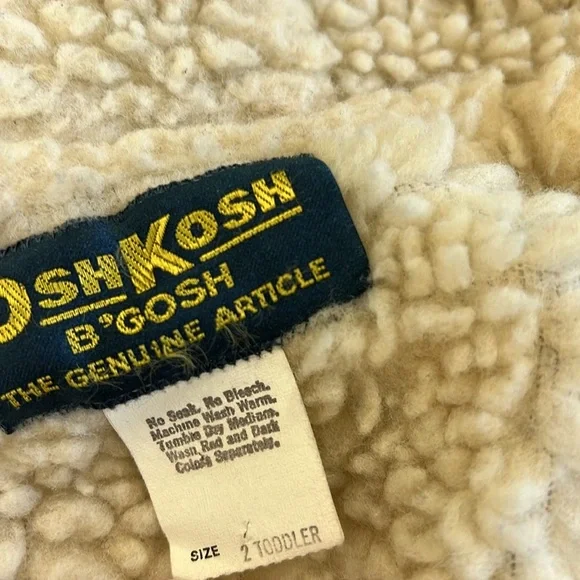 OSHKOSH
B'GOSH
THE GENUINE ARTICLE
No Soak, No Bleach.
Machine Wash Warm.
Tumble Dry Medium.
Wash Red and Dark
Colors Separately.
SIZE 2 TODDLER